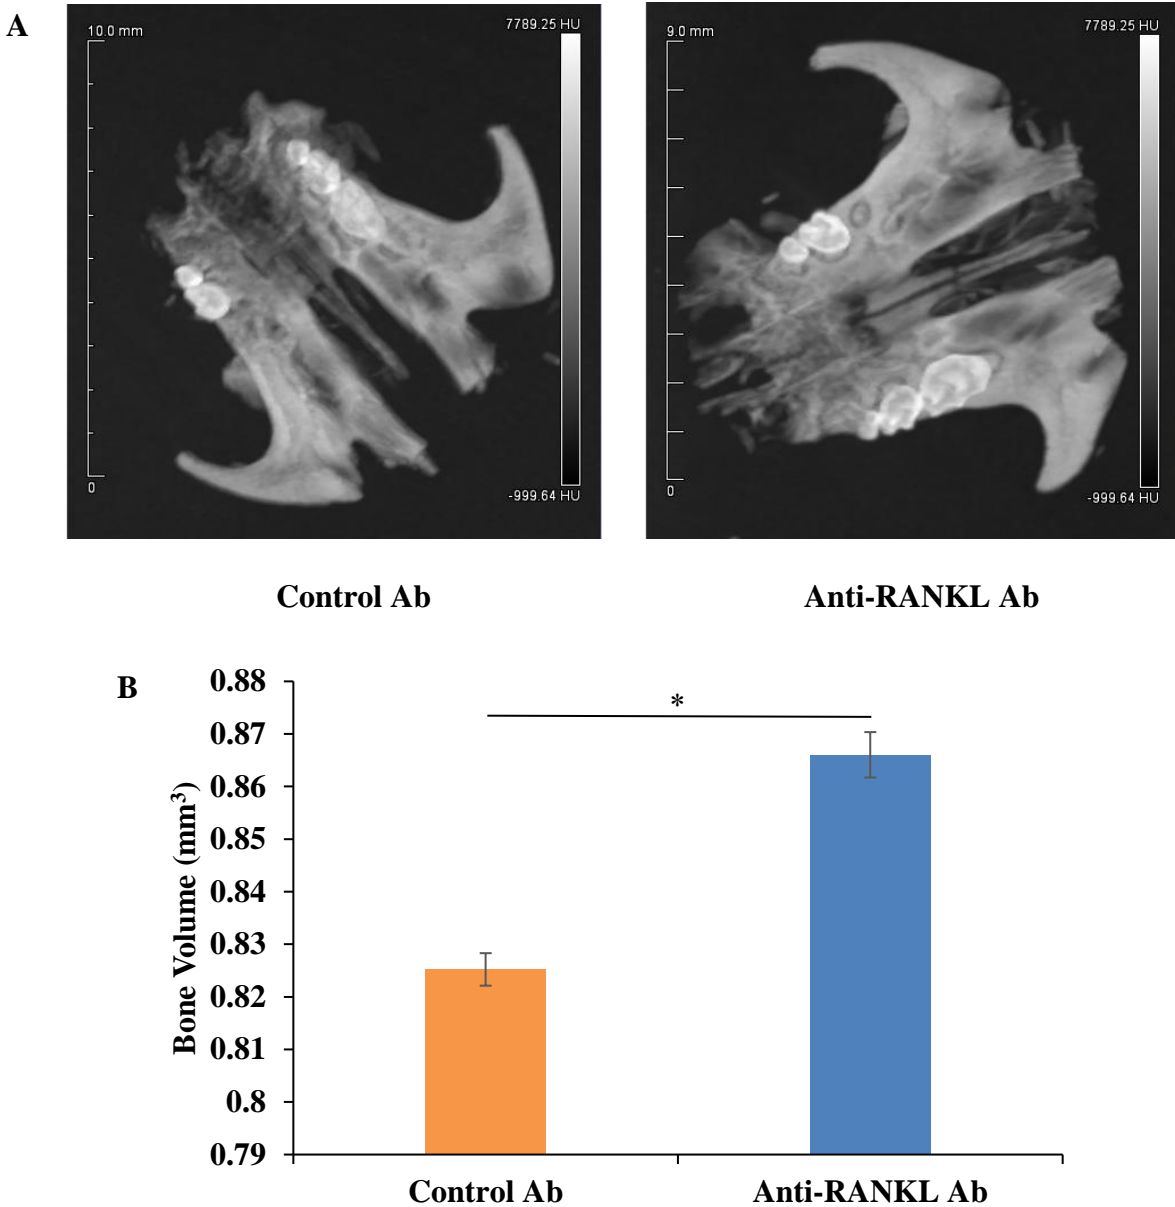 A
10.0 mm
7789.25 HU
0
-999.64 HU
9.0 mm
7789.25 HU
0
-999.64 HU
Control Ab
Anti-RANKL Ab
B
Bone Volume (mm³)
0.88
0.87
0.86
0.85
0.84
0.83
0.82
0.81
0.8
0.79
*
Control Ab
Anti-RANKL Ab